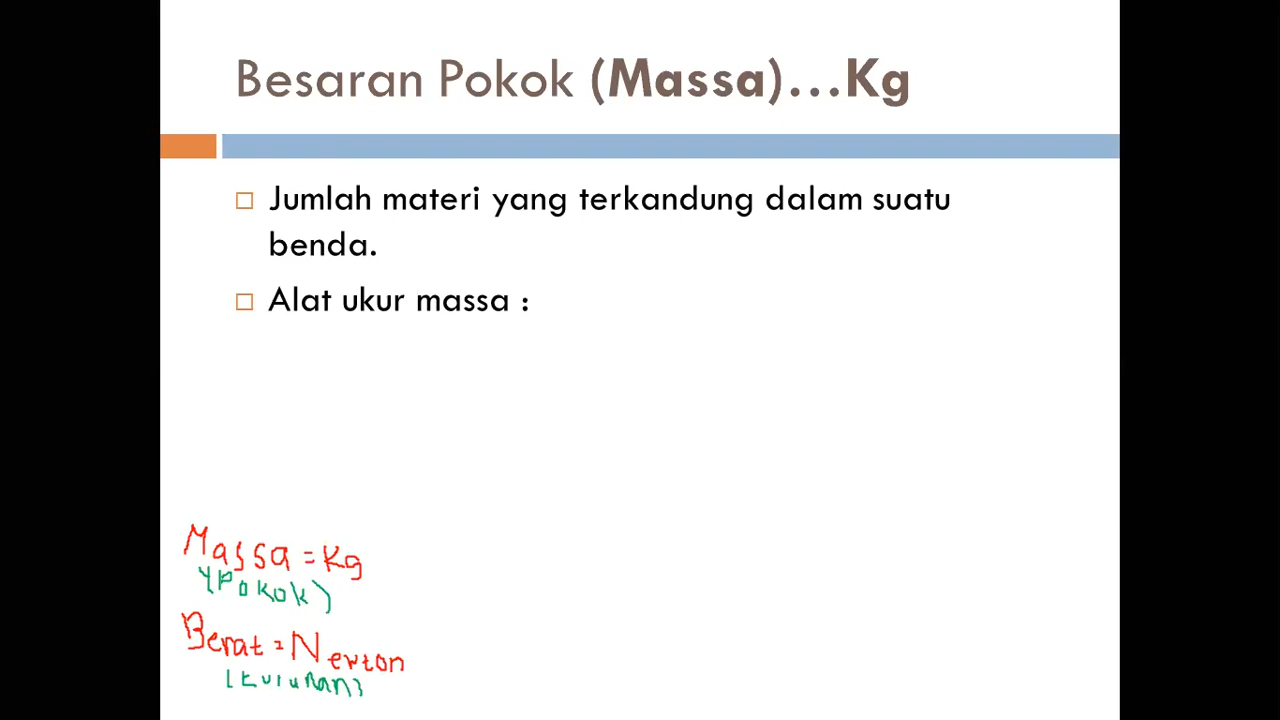 Besaran Pokok (Massa)...Kg
Jumlah materi yang terkandung dalam suatu
benda.
Alat ukur massa :
Massa = Kg
(Pokok)
Berat = Newton